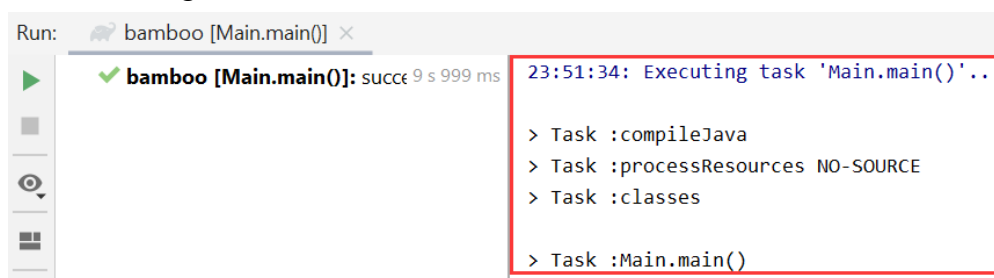 Run: bamboo [Main.main()]
bamboo [Main.main()]: succe 9 s 999 ms
23:51:34: Executing task 'Main.main()'..
> Task :compileJava
> Task :processResources NO-SOURCE
> Task :classes
> Task :Main.main()